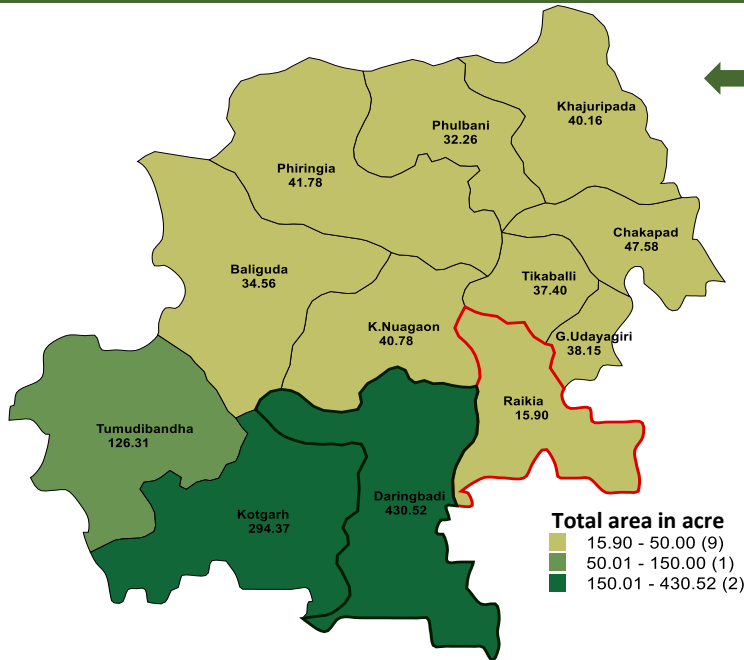 Khajuripada
40.16
Phulbani
32.26
Phiringia
41.78
Chakapad
47.58
Baliguda
34.56
Tikaballi
37.40
K.Nuagaon
40.78
G.Udayagiri
38.15
Raikia
15.90
Tumudibandha
126.31
Daringbadi
430.52
Kotgarh
294.37
Total area in acre
15.90 - 50.00 (9)
50.01 - 150.00 (1)
150.01 - 430.52 (2)